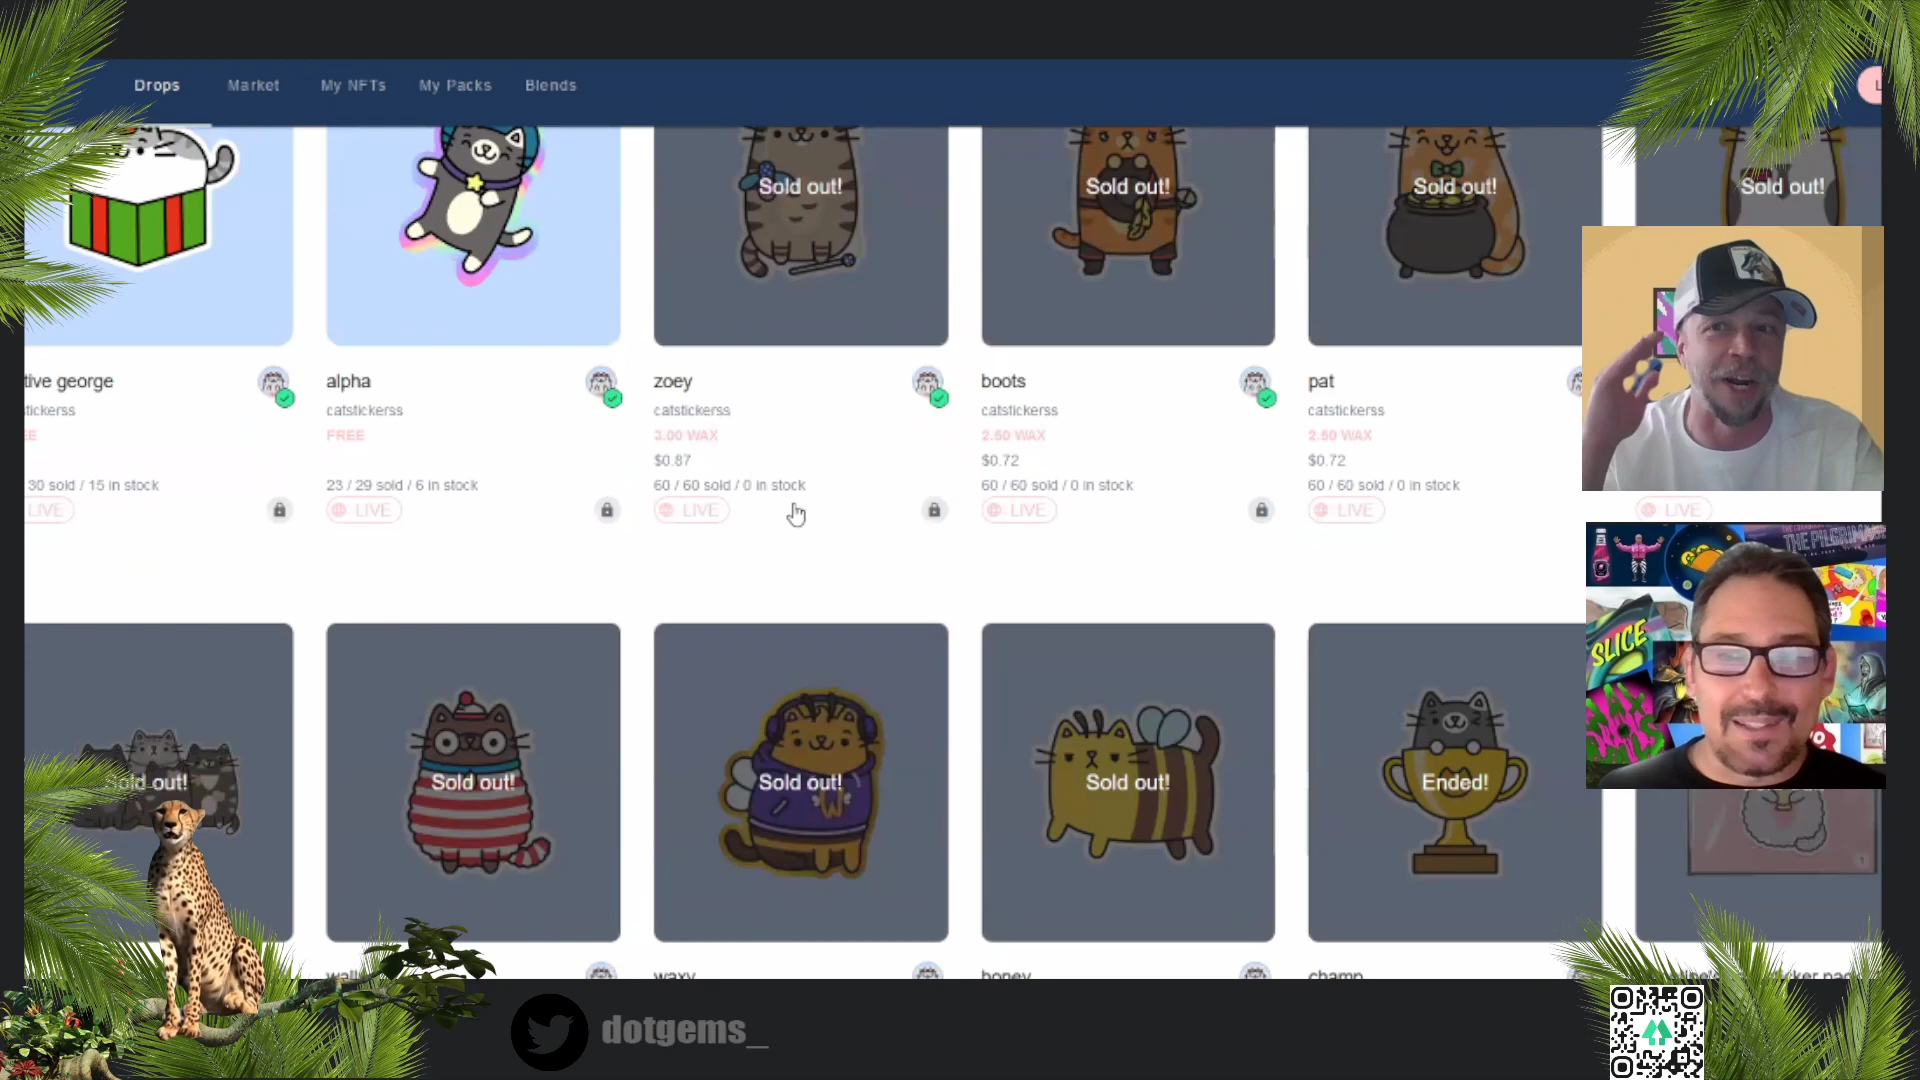 Drops Market My NFTs My Packs Blends
L
Sold out! Sold out! Sold out! Sold out!
tive george alpha zoey boots pat
tickerss catstickerss catstickerss catstickerss catstickerss
FREE 3.00 WAX 2.50 WAX 2.50 WAX
$0.87 $0.72 $0.72
30 sold / 15 in stock 23 / 29 sold / 6 in stock 60 / 60 sold / 0 in stock 60 / 60 sold / 0 in stock 60 / 60 sold / 0 in stock
LIVE LIVE LIVE LIVE LIVE LIVE
THE PILGRIMA
SLICE
Sold out! Sold out! Sold out! Sold out! Ended!
W
1
waxy honey champ
dotgems_